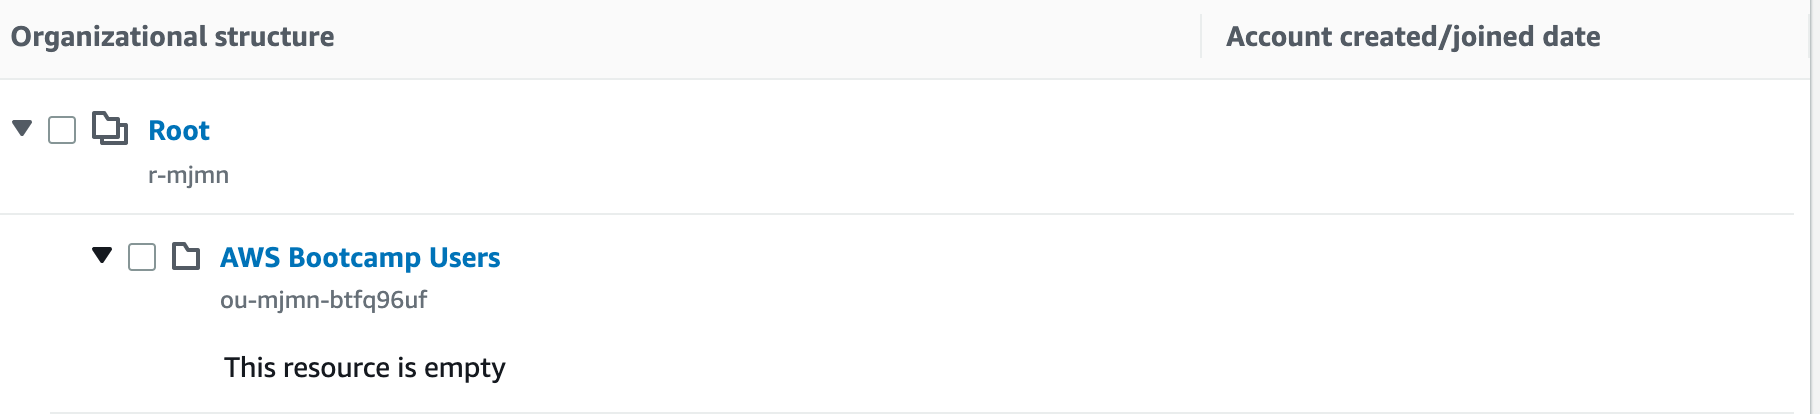 Organizational structure
Account created/joined date
Root
r-mjmn
AWS Bootcamp Users
ou-mjmn-btfq96uf
This resource is empty